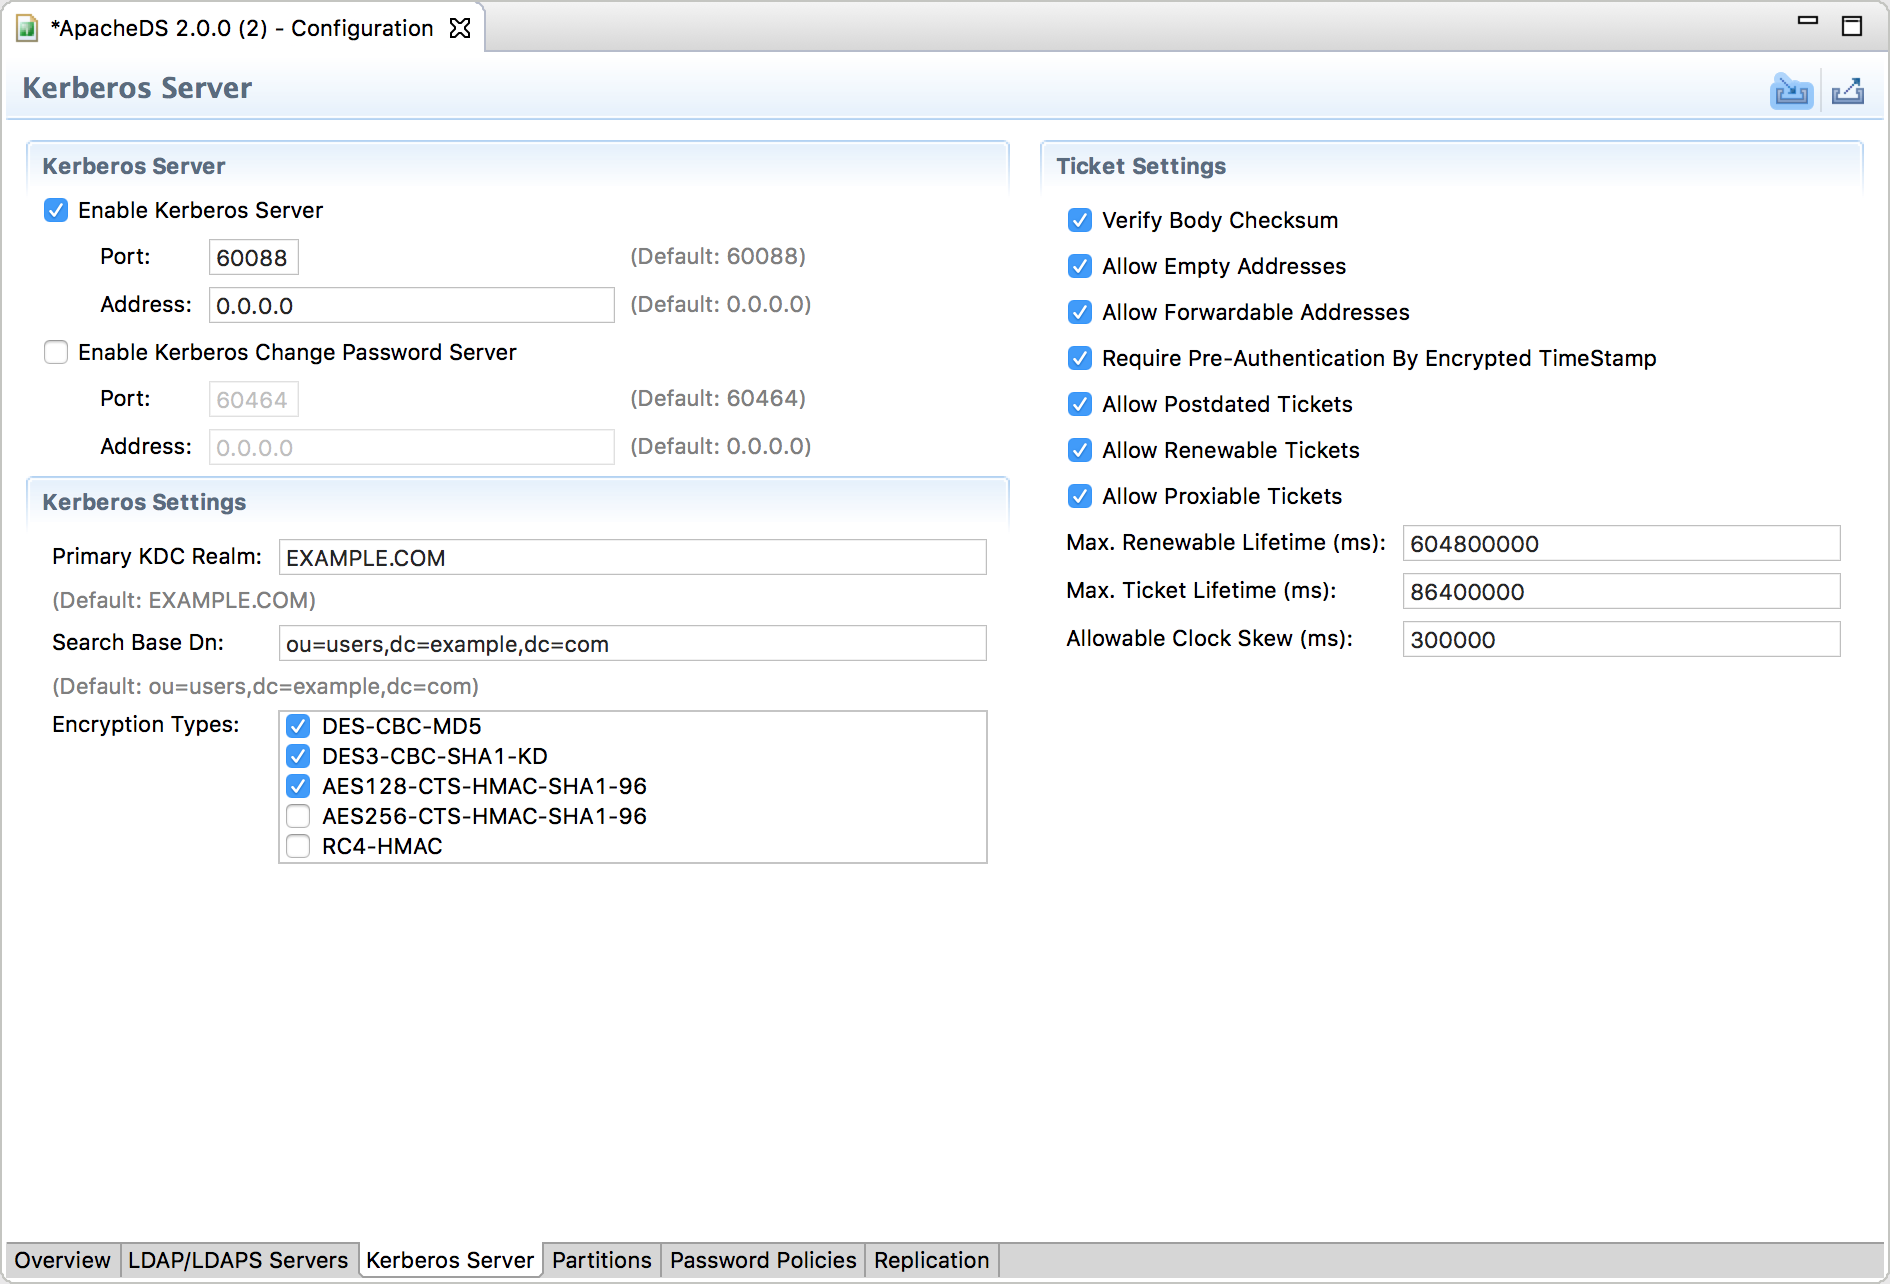 *ApacheDS 2.0.0 (2) - Configuration
Kerberos Server
Kerberos Server
Enable Kerberos Server
Port: 60088 (Default: 60088)
Address: 0.0.0.0 (Default: 0.0.0.0)
Enable Kerberos Change Password Server
Port: 60464 (Default: 60464)
Address: 0.0.0.0 (Default: 0.0.0.0)
Kerberos Settings
Primary KDC Realm: EXAMPLE.COM
(Default: EXAMPLE.COM)
Search Base Dn: ou=users,dc=example,dc=com
(Default: ou=users,dc=example,dc=com)
Encryption Types: DES-CBC-MD5
DES3-CBC-SHA1-KD
AES128-CTS-HMAC-SHA1-96
AES256-CTS-HMAC-SHA1-96
RC4-HMAC
Ticket Settings
Verify Body Checksum
Allow Empty Addresses
Allow Forwardable Addresses
Require Pre-Authentication By Encrypted TimeStamp
Allow Postdated Tickets
Allow Renewable Tickets
Allow Proxiable Tickets
Max. Renewable Lifetime (ms): 604800000
Max. Ticket Lifetime (ms): 86400000
Allowable Clock Skew (ms): 300000
Overview LDAP/LDAPS Servers Kerberos Server Partitions Password Policies Replication